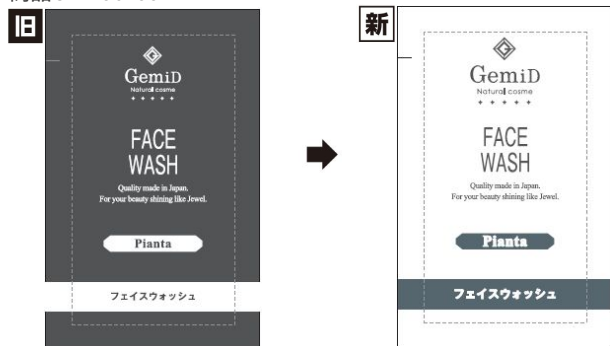 旧
GemiD
Natural cosme
FACE
WASH
Quality made in Japan.
For your beauty shining like Jewel.
Pianta
フェイスウォッシュ
新
GemiD
Natural cosme
FACE
WASH
Quality made in Japan.
For your beauty shining like Jewel.
Pianta
フェイスウォッシュ